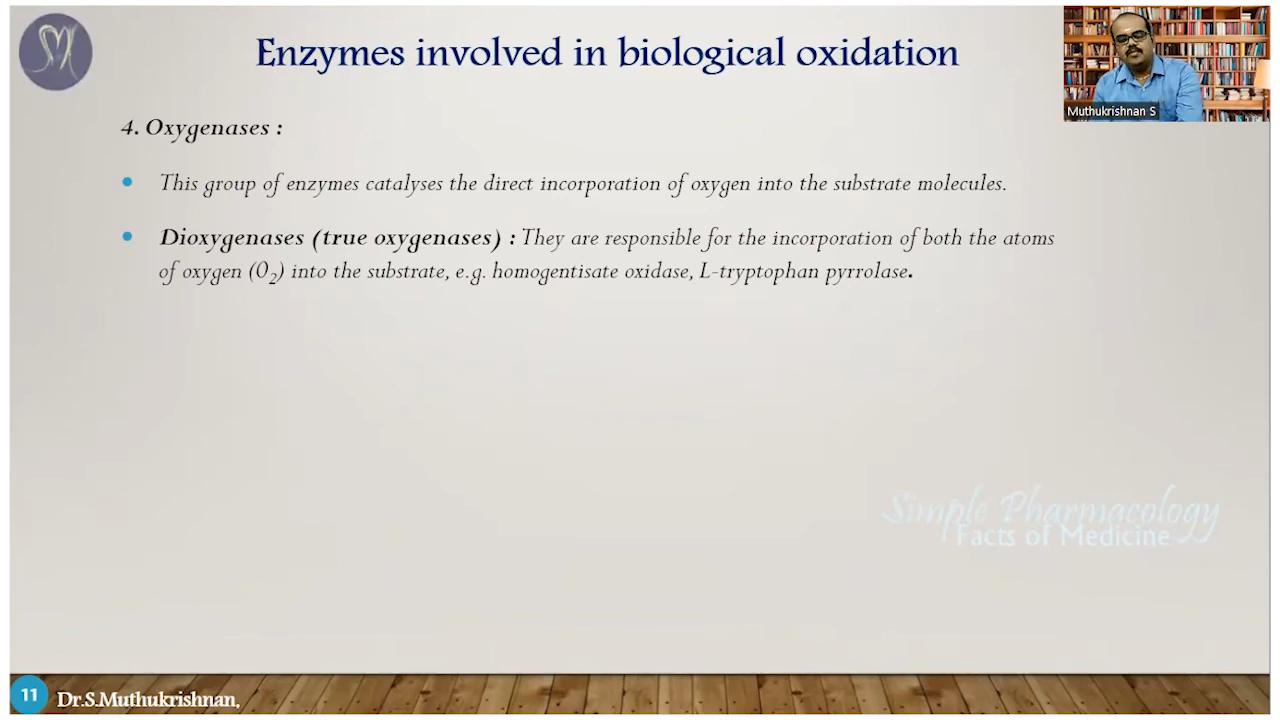 Enzymes involved in biological oxidation
Muthukrishnan S
4. Oxygenases :
This group of enzymes catalyses the direct incorporation of oxygen into the substrate molecules.
Dioxygenases (true oxygenases) : They are responsible for the incorporation of both the atoms
of oxygen (O₂) into the substrate, e.g. homogentisate oxidase, L-tryptophan pyrrolase.
Simple Pharmacology
Facts of Medicine
11
Dr.S.Muthukrishnan,